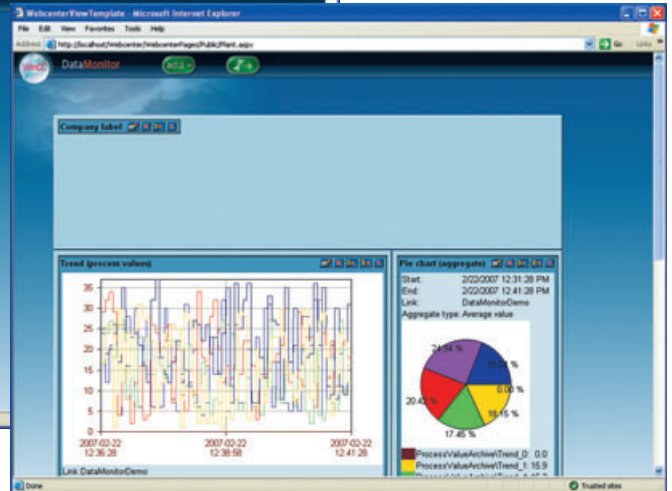 WebcenterViewTemplate - Microsoft Internet Explorer
File Edit View Favorites Tools Help
Address http://localhost/Webcenter/WebcenterPages/Public/Plant.aspx Go Links
WinCC DataMonitor
Company label
Trend (process values)
35
30
25
20
15
10
5
0
2007-02-22 2007-02-22 2007-02-22
12:36:28 12:38:58 12:41:28
Link: DataMonitorDemo
Pie chart (aggregate)
Start: 2/22/2007 12:31:28 PM
End: 2/22/2007 12:41:28 PM
Link: DataMonitorDemo
Aggregate type: Average value
0.00 %
18.15 %
17.45 %
ProcessValueArchive\Trend_0: 0.0
ProcessValueArchive\Trend_1: 15.9
Done Trusted sites